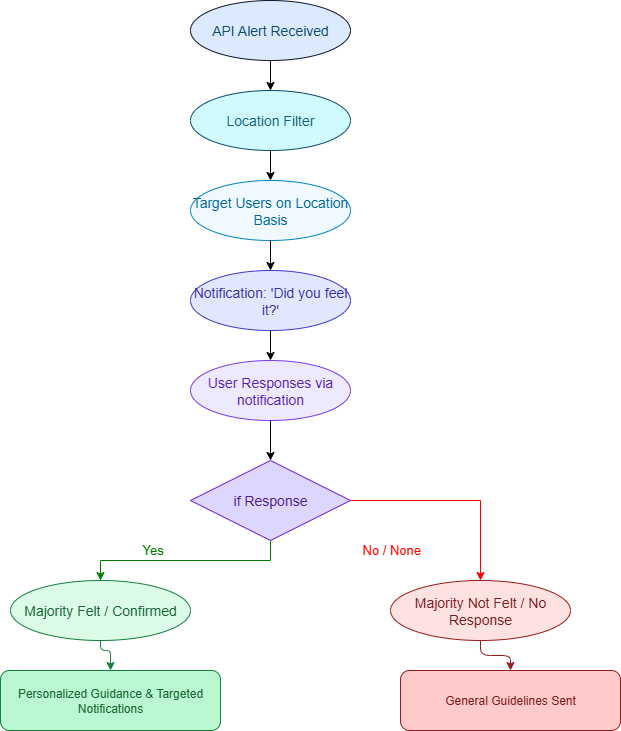 API Alert Received
Location Filter
Target Users on Location
Basis
Notification: 'Did you feel
it?'
User Responses via
notification
if Response
Yes
No / None
Majority Felt / Confirmed
Majority Not Felt / No
Response
Personalized Guidance & Targeted
Notifications
General Guidelines Sent